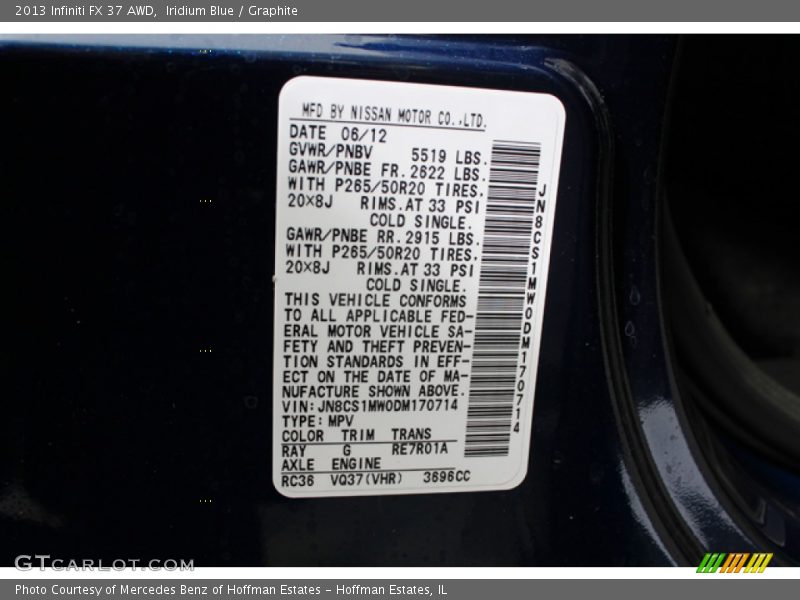 2013 Infiniti FX 37 AWD,  Iridium Blue / Graphite
MFD BY NISSAN MOTOR CO.,LTD.
DATE 06/12
GVWR/PNBV 5519 LBS.
GAWR/PNBE FR. 2622 LBS.
WITH P265/50R20 TIRES.
20×8J RIMS.AT 33 PSI
COLD SINGLE.
GAWR/PNBE RR. 2915 LBS.
WITH P265/50R20 TIRES.
20×8J RIMS.AT 33 PSI
COLD SINGLE.
THIS VEHICLE CONFORMS
TO ALL APPLICABLE FED-
ERAL MOTOR VEHICLE SA-
FETY AND THEFT PREVEN-
TION STANDARDS IN EFF-
ECT ON THE DATE OF MA-
NUFACTURE SHOWN ABOVE.
VIN:JN8CS1MW0DM170714
TYPE: MPV
COLOR TRIM TRANS
RAY G RE7R01A
AXLE ENGINE
RC36 VQ37(VHR) 3696CC
JN8CS1MW0DM170714
GTCarLot.com
Photo Courtesy of Mercedes Benz of Hoffman Estates - Hoffman Estates, IL